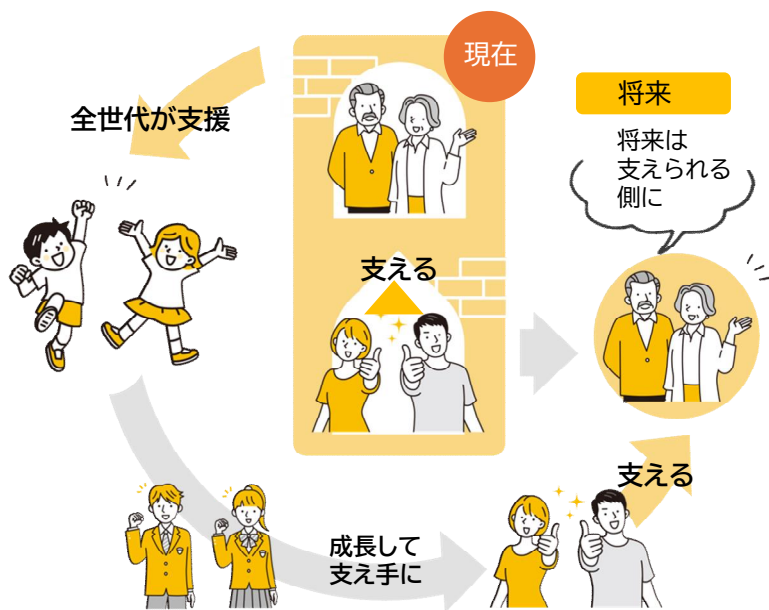 現在
全世代が支援
支える
将来
将来は
支えられる
側に
支える
成長して
支え手に